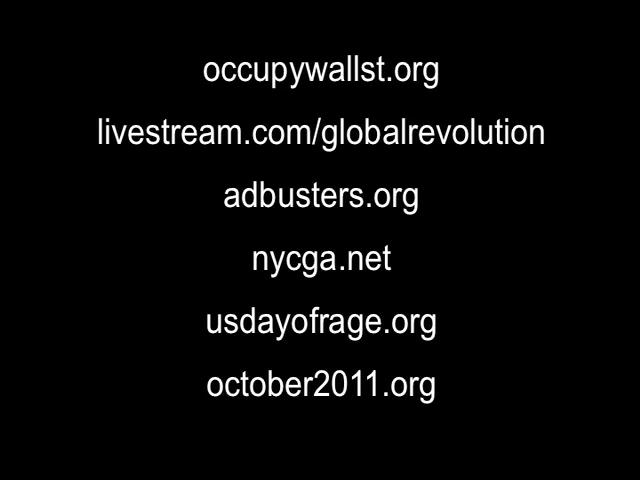 occupywallst.org
livestream.com/globalrevolution
adbusters.org
nycga.net
usdayofrage.org
october2011.org